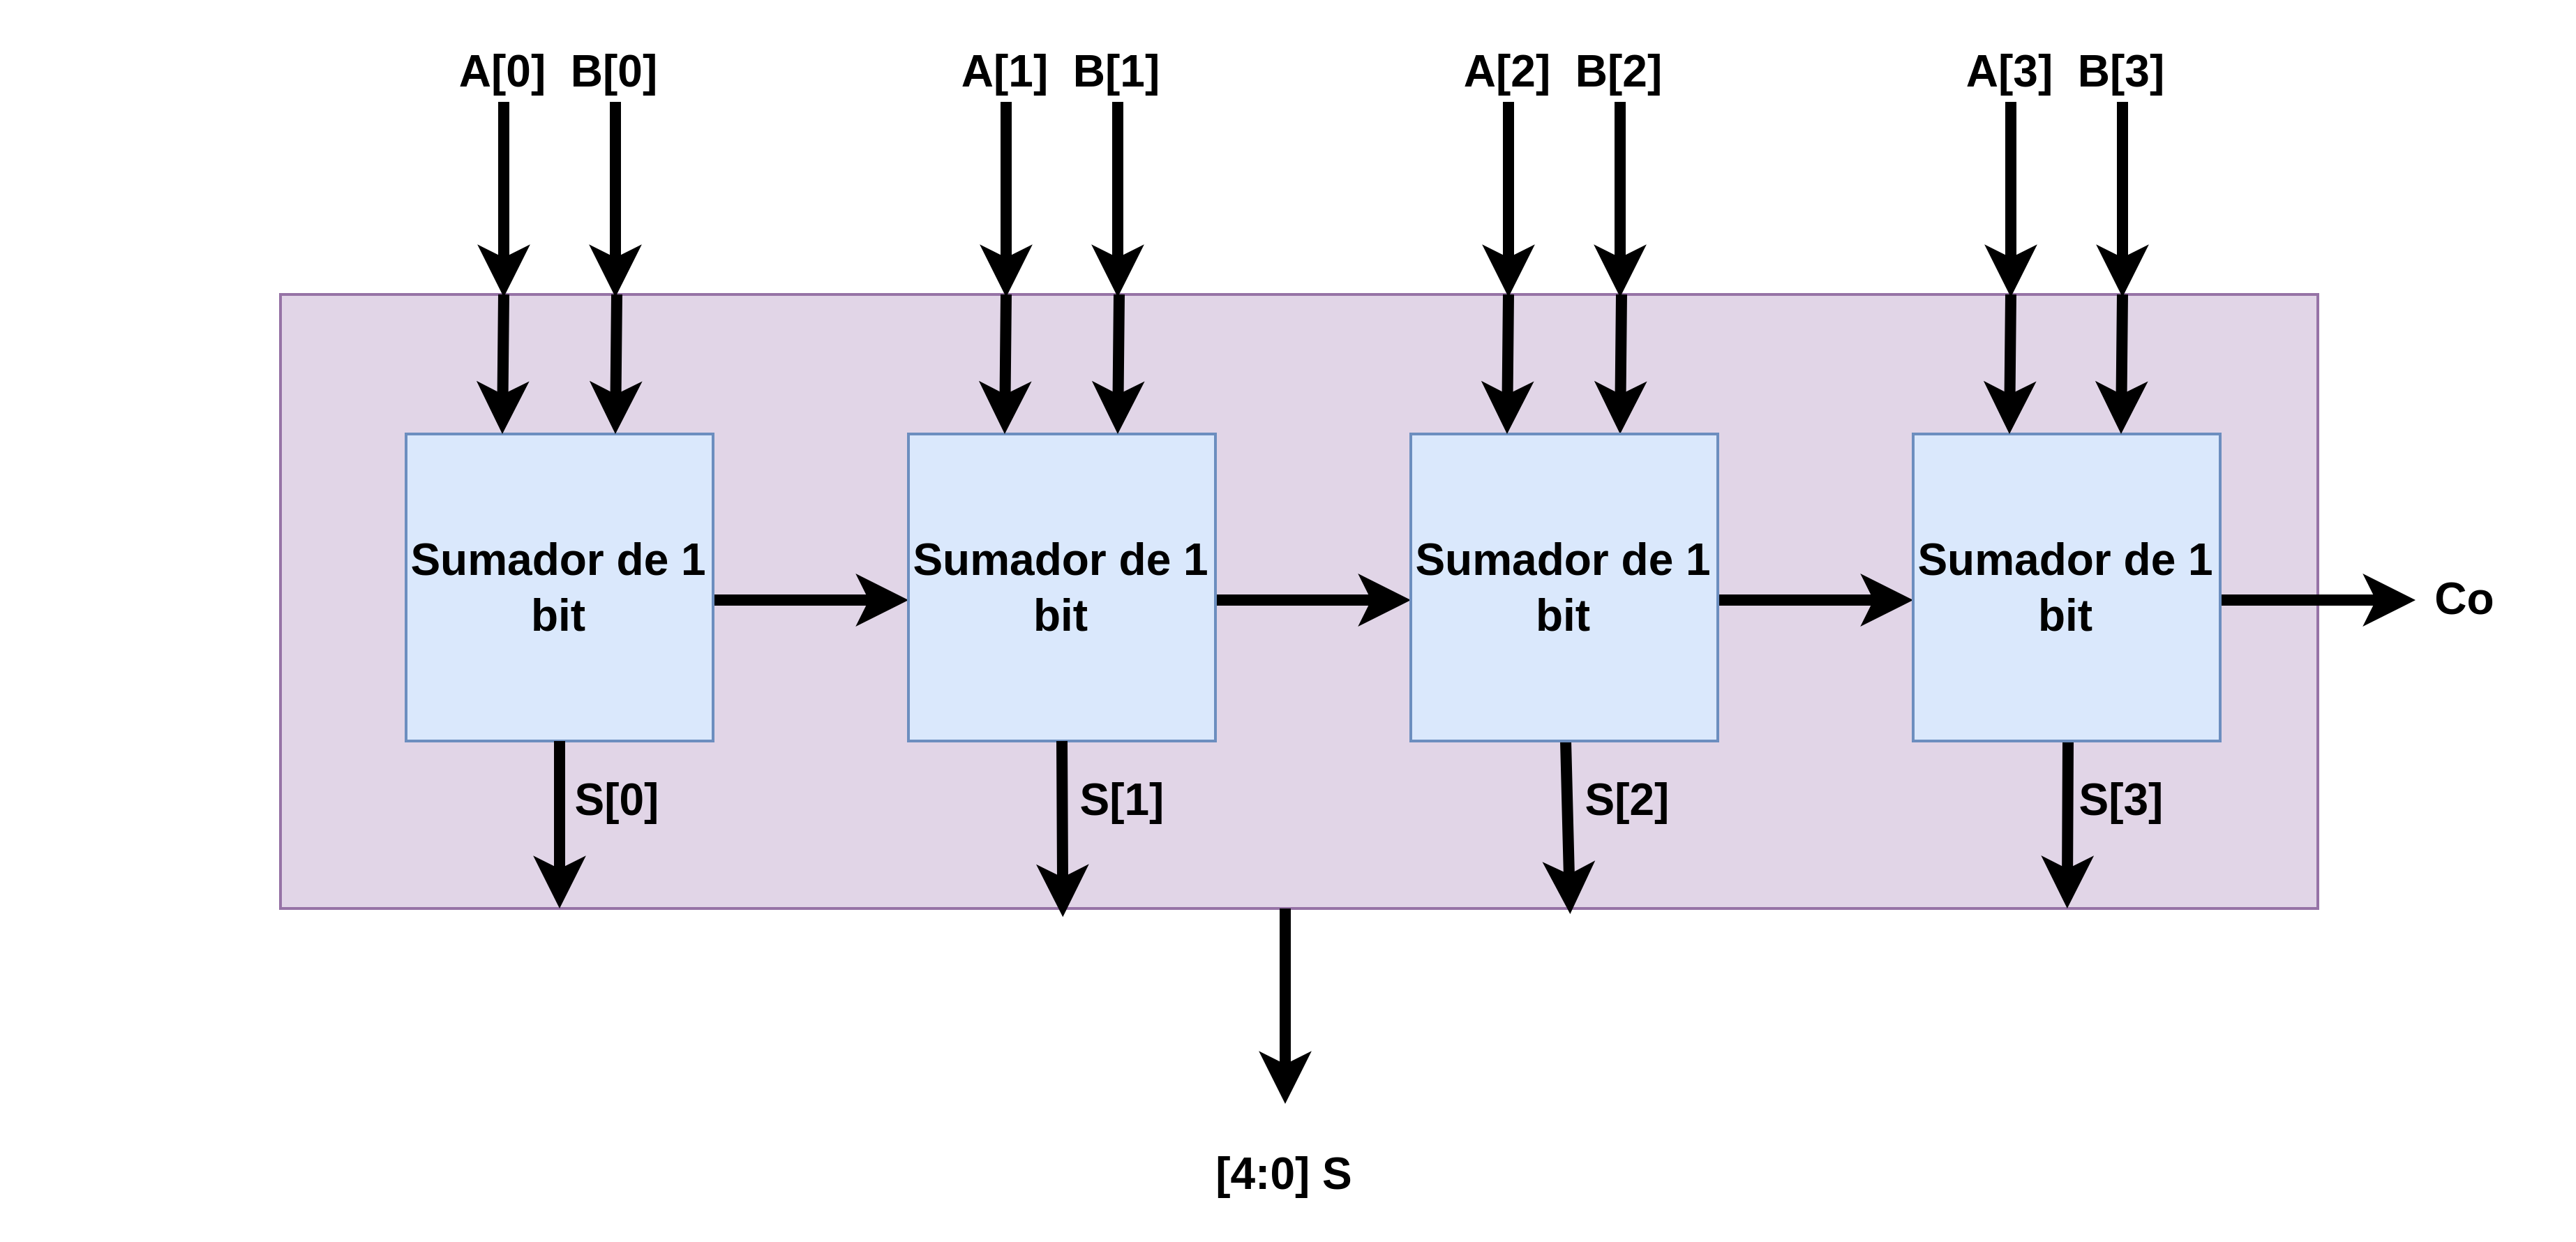 A[0] B[0] A[1] B[1] A[2] B[2] A[3] B[3]
Sumador de 1
bit
Sumador de 1
bit
Sumador de 1
bit
Sumador de 1
bit
Co
S[0] S[1] S[2] S[3]
[4:0] S